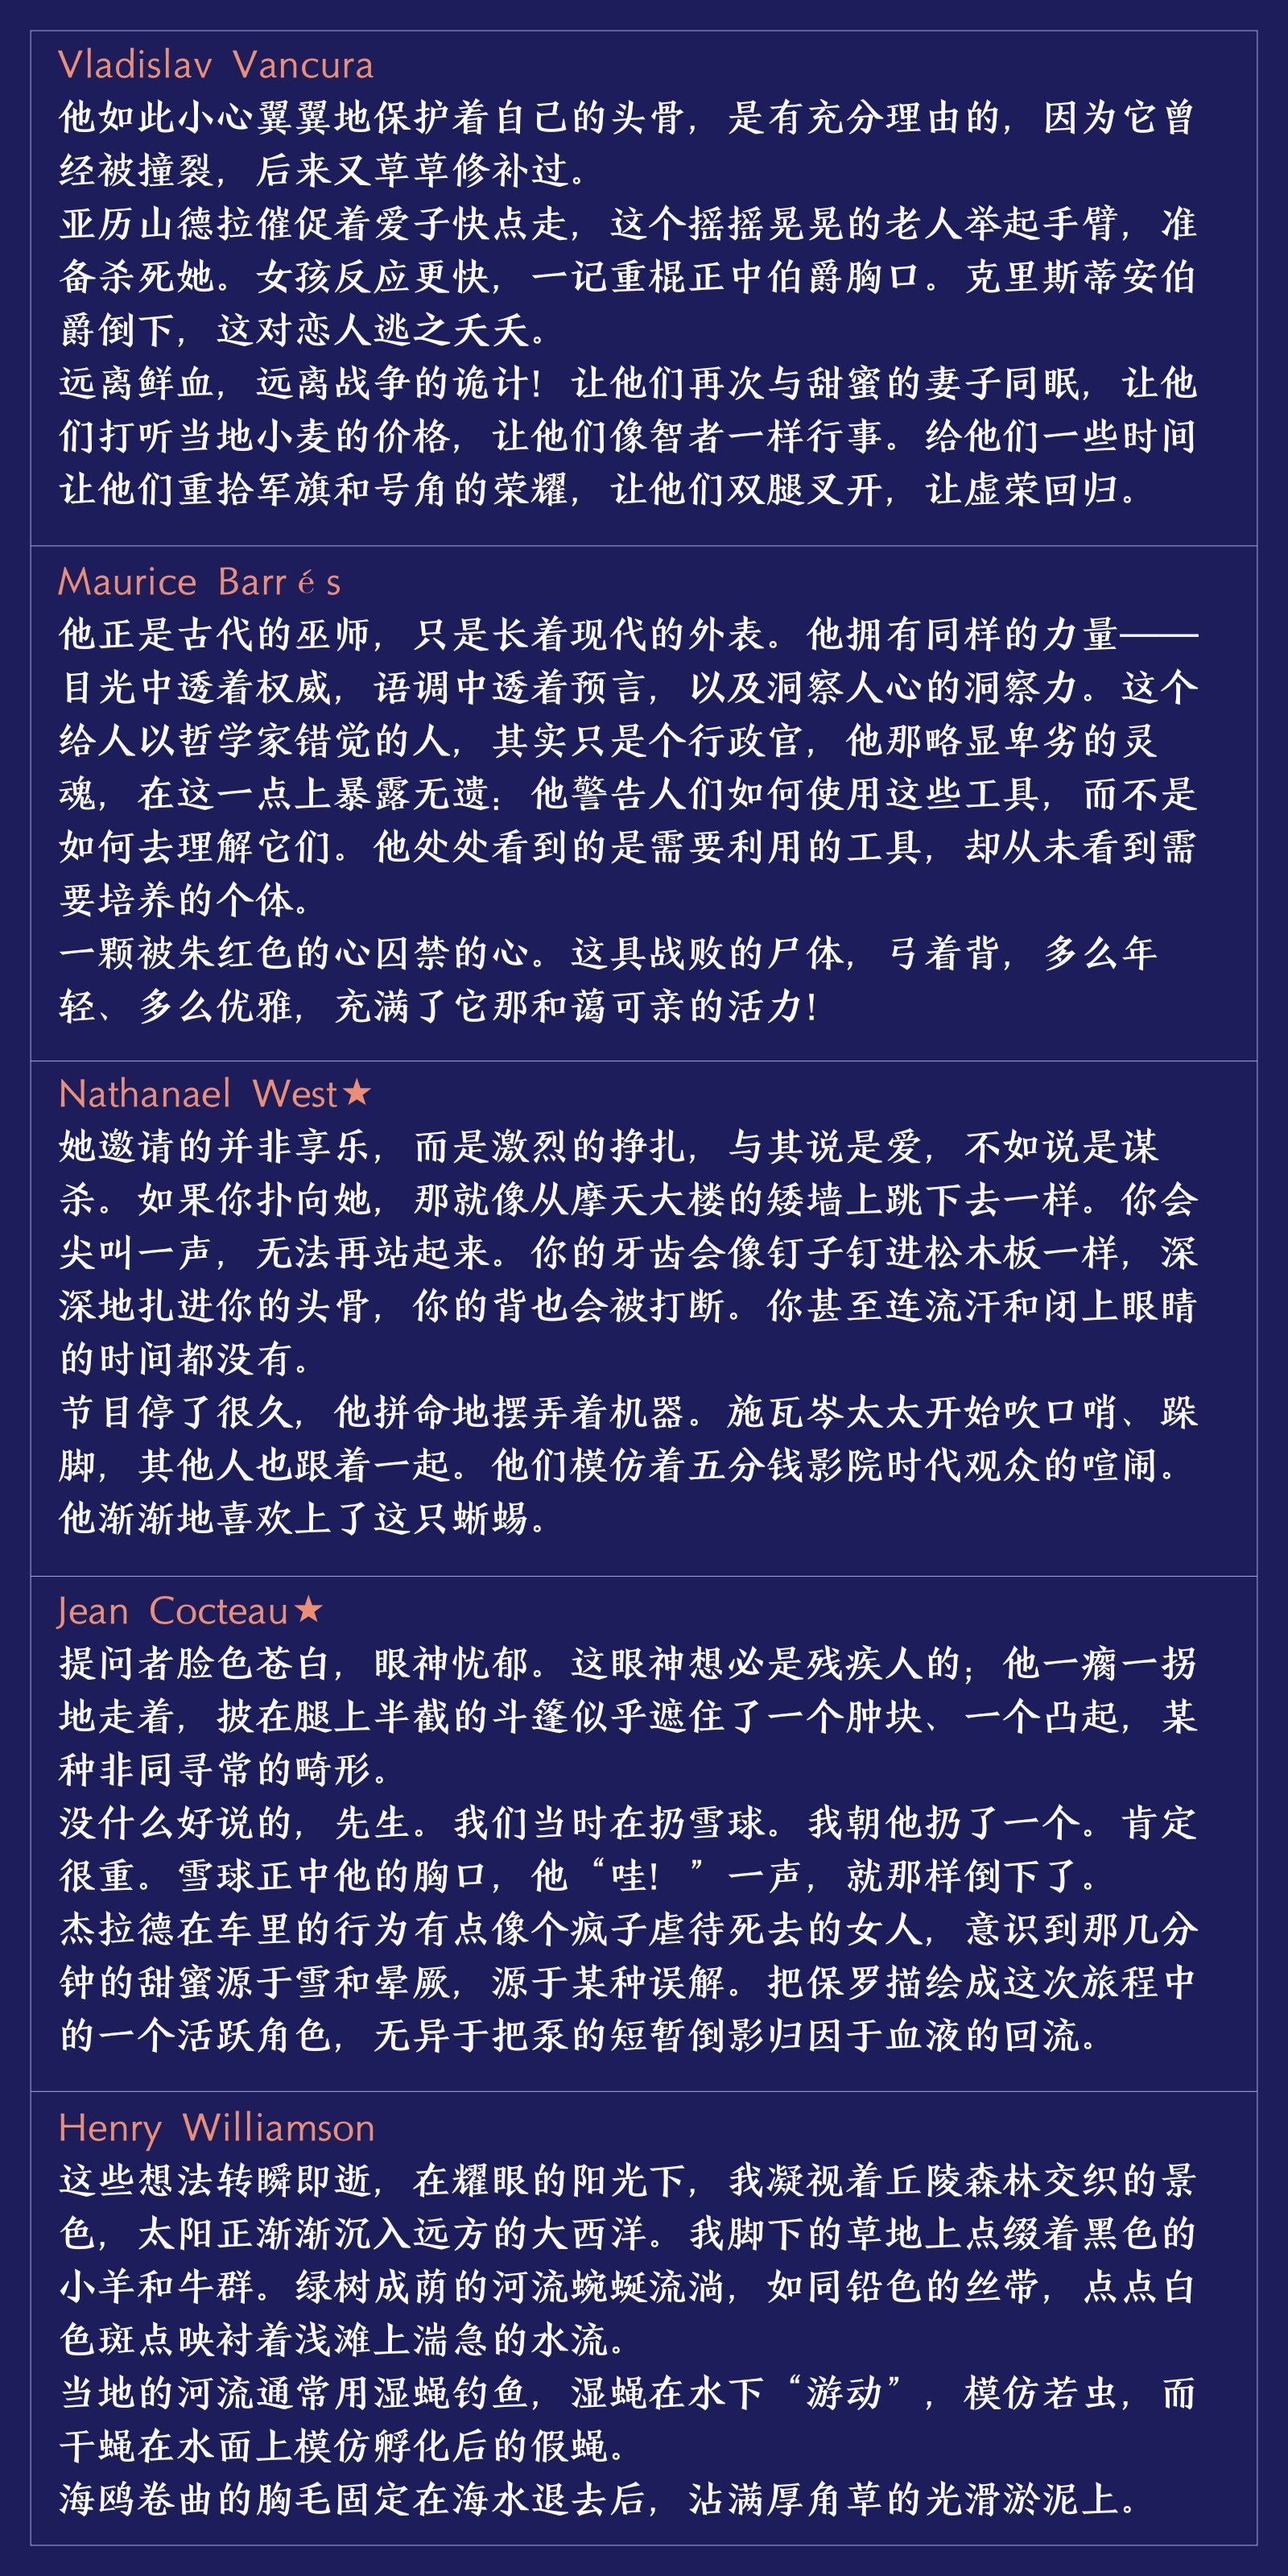 Vladislav Vancura
他如此小心翼翼地保护着自己的头骨，是有充分理由的，因为它曾
经被撞裂，后来又草草修补过。
亚历山德拉催促着爱子快点走，这个摇摇晃晃的老人举起手臂，准
备杀死她。女孩反应更快，一记重棍正中伯爵胸口。克里斯蒂安伯
爵倒下，这对恋人逃之夭夭。
远离鲜血，远离战争的诡计！让他们再次与甜蜜的妻子同眠，让他
们打听当地小麦的价格，让他们像智者一样行事。给他们一些时间
让他们重拾军旗和号角的荣耀，让他们双腿叉开，让虚荣回归。
Maurice Barrés
他正是古代的巫师，只是长着现代的外表。他拥有同样的力量——
目光中透着权威，语调中透着预言，以及洞察人心的洞察力。这个
给人以哲学家错觉的人，其实只是个行政官，他那略显卑劣的灵
魂，在这一点上暴露无遗：他警告人们如何使用这些工具，而不是
如何去理解它们。他处处看到的是需要利用的工具，却从未看到需
要培养的个体。
一颗被朱红色的心囚禁的心。这具战败的尸体，弓着背，多么年
轻、多么优雅，充满了它那和蔼可亲的活力！
Nathanael West★
她邀请的并非享乐，而是激烈的挣扎，与其说是爱，不如说是谋
杀。如果你扑向她，那就像从摩天大楼的矮墙上跳下去一样。你会
尖叫一声，无法再站起来。你的牙齿会像钉子钉进松木板一样，深
深地扎进你的头骨，你的背也会被打断。你甚至连流汗和闭上眼睛
的时间都没有。
节目停了很久，他拼命地摆弄着机器。施瓦岑太太开始吹口哨、跺
脚，其他人也跟着一起。他们模仿着五分钱影院时代观众的喧闹。
他渐渐地喜欢上了这只蜥蜴。
Jean Cocteau★
提问者脸色苍白，眼神忧郁。这眼神想必是残疾人的；他一瘸一拐
地走着，披在腿上半截的斗篷似乎遮住了一个肿块、一个凸起，某
种非同寻常的畸形。
没什么好说的，先生。我们当时在扔雪球。我朝他扔了一个。肯定
很重。雪球正中他的胸口，他“哇！”一声，就那样倒下了。
杰拉德在车里的行为有点像个疯子虐待死去的女人，意识到那几分
钟的甜蜜源于雪和晕厥，源于某种误解。把保罗描绘成这次旅程中
的一个活跃角色，无异于把泵的短暂倒影归因于血液的回流。
Henry Williamson
这些想法转瞬即逝，在耀眼的阳光下，我凝视着丘陵森林交织的景
色，太阳正渐渐沉入远方的大西洋。我脚下的草地上点缀着黑色的
小羊和牛群。绿树成荫的河流蜿蜒流淌，如同铅色的丝带，点点白
色斑点映衬着浅滩上湍急的水流。
当地的河流通常用湿蝇钓鱼，湿蝇在水下“游动”，模仿若虫，而
干蝇在水面上模仿孵化后的假蝇。
海鸥卷曲的胸毛固定在海水退去后，沾满厚角草的光滑淤泥上。